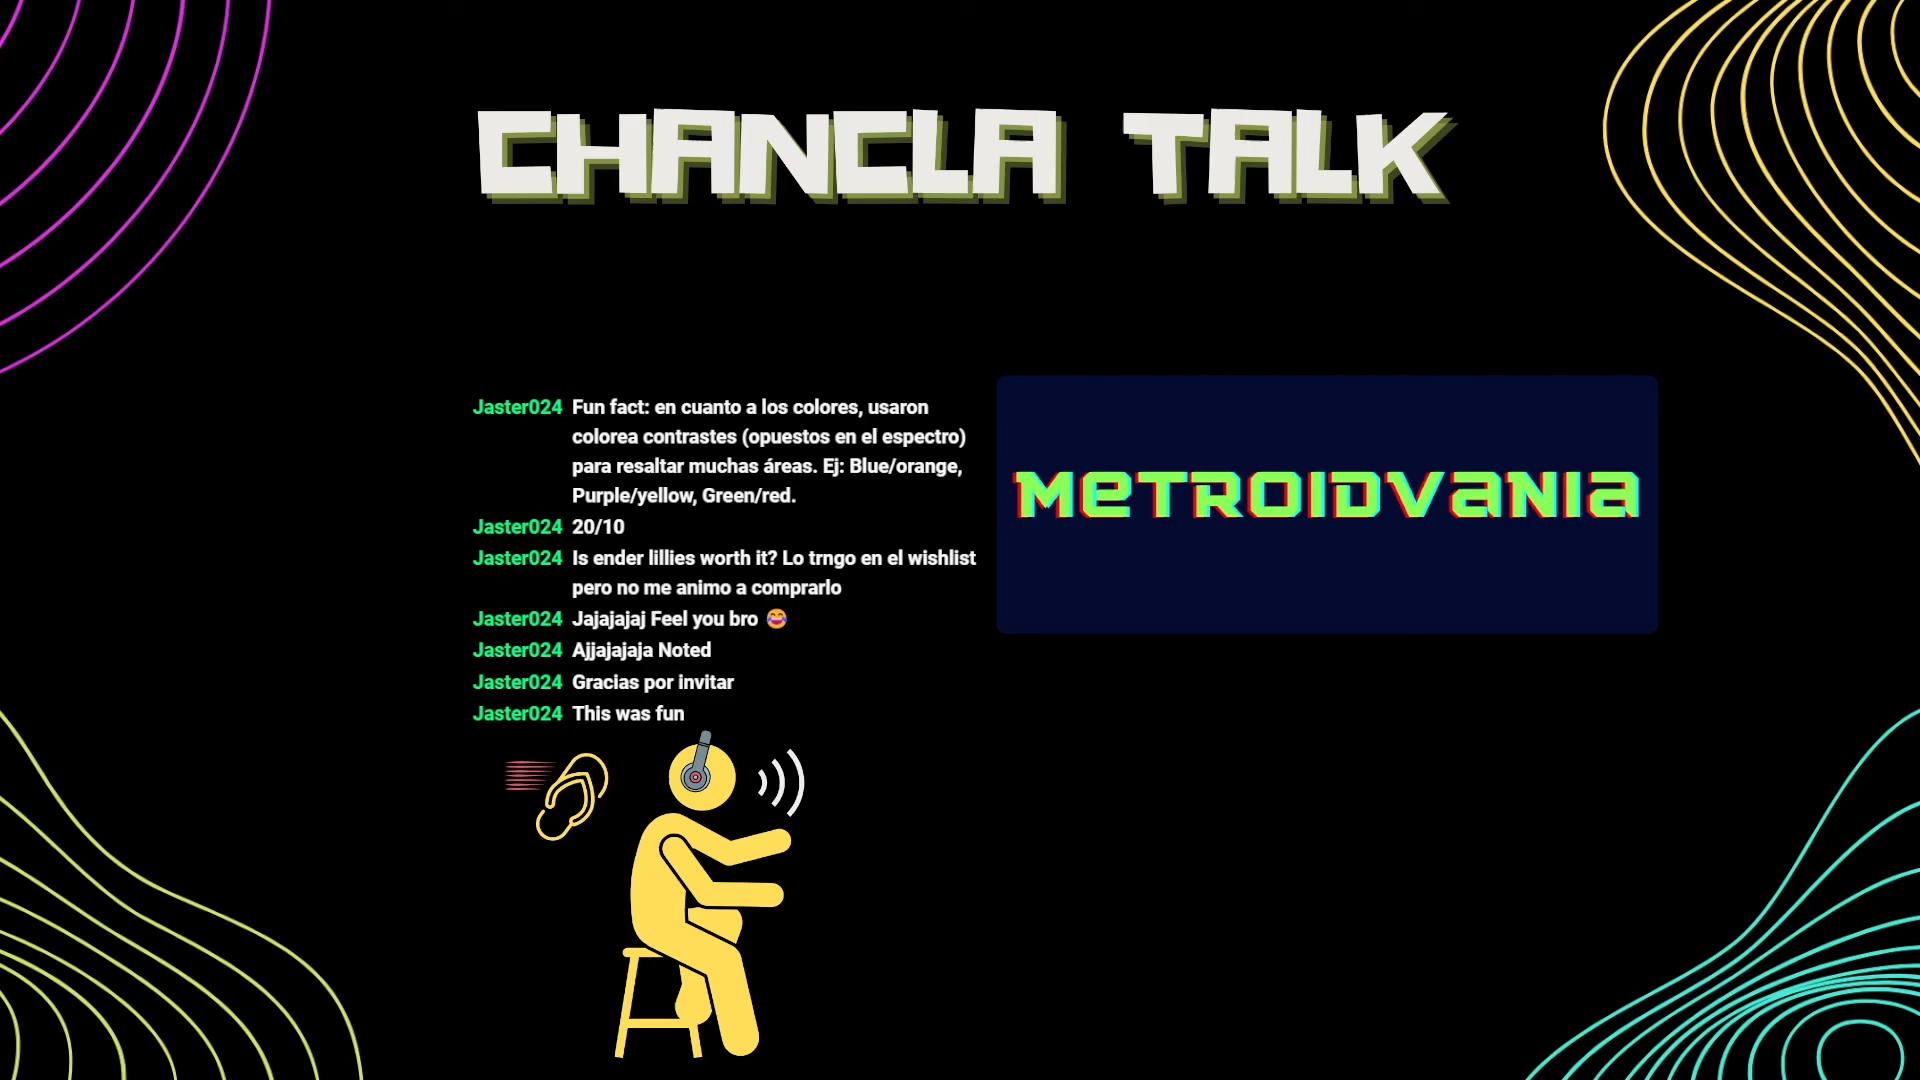 CHANCLA TALK
Jaster024 Fun fact: en cuanto a los colores, usaron
colorea contrastes (opuestos en el espectro)
para resaltar muchas áreas. Ej: Blue/orange,
Purple/yellow, Green/red.
Jaster024 20/10
Jaster024 Is ender lillies worth it? Lo trngo en el wishlist
pero no me animo a comprarlo
Jaster024 Jajajajaj Feel you bro 😂
Jaster024 Ajjajajaja Noted
Jaster024 Gracias por invitar
Jaster024 This was fun
METROIDVANIA